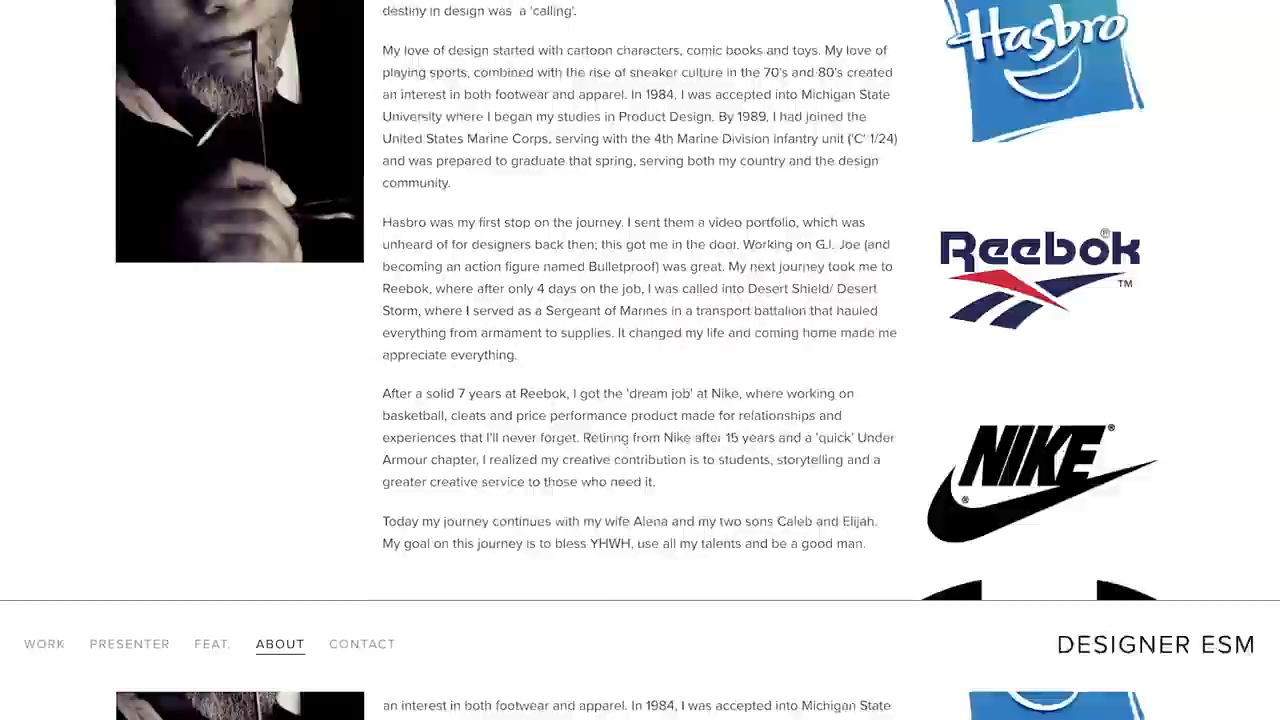 destiny in design was a 'calling'.
My love of design started with cartoon characters, comic books and toys. My love of
playing sports, combined with the rise of sneaker culture in the 70's and 80's created
an interest in both footwear and apparel. In 1984, I was accepted into Michigan State
University where I began my studies in Product Design. By 1989, I had joined the
United States Marine Corps, serving with the 4th Marine Division infantry unit ('C' 1/24)
and was prepared to graduate that spring, serving both my country and the design
community.
Hasbro was my first stop on the journey. I sent them a video portfolio, which was
unheard of for designers back then; this got me in the door. Working on G.I. Joe (and
becoming an action figure named Bulletproof) was great. My next journey took me to
Reebok, where after only 4 days on the job, I was called into Desert Shield/ Desert
Storm, where I served as a Sergeant of Marines in a transport battalion that hauled
everything from armament to supplies. It changed my life and coming home made me
appreciate everything.
After a solid 7 years at Reebok, I got the 'dream job' at Nike, where working on
basketball, cleats and price performance product made for relationships and
experiences that I'll never forget. Retiring from Nike after 15 years and a 'quick' Under
Armour chapter, I realized my creative contribution is to students, storytelling and a
greater creative service to those who need it.
Today my journey continues with my wife Alena and my two sons Caleb and Elijah.
My goal on this journey is to bless YHWH, use all my talents and be a good man.
Hasbro
Reebok®
TM
NIKE®
®
WORK PRESENTER FEAT. ABOUT CONTACT
DESIGNER ESM
an interest in both footwear and apparel. In 1984, I was accepted into Michigan State